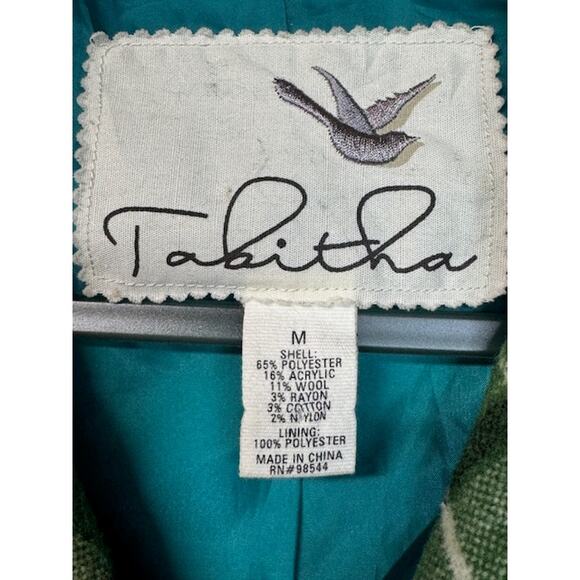 Tabitha
M
SHELL:
65% POLYESTER
16% ACRYLIC
11% WOOL
3% RAYON
3% COTTON
2% NYLON
LINING:
100% POLYESTER
MADE IN CHINA
RN#98544